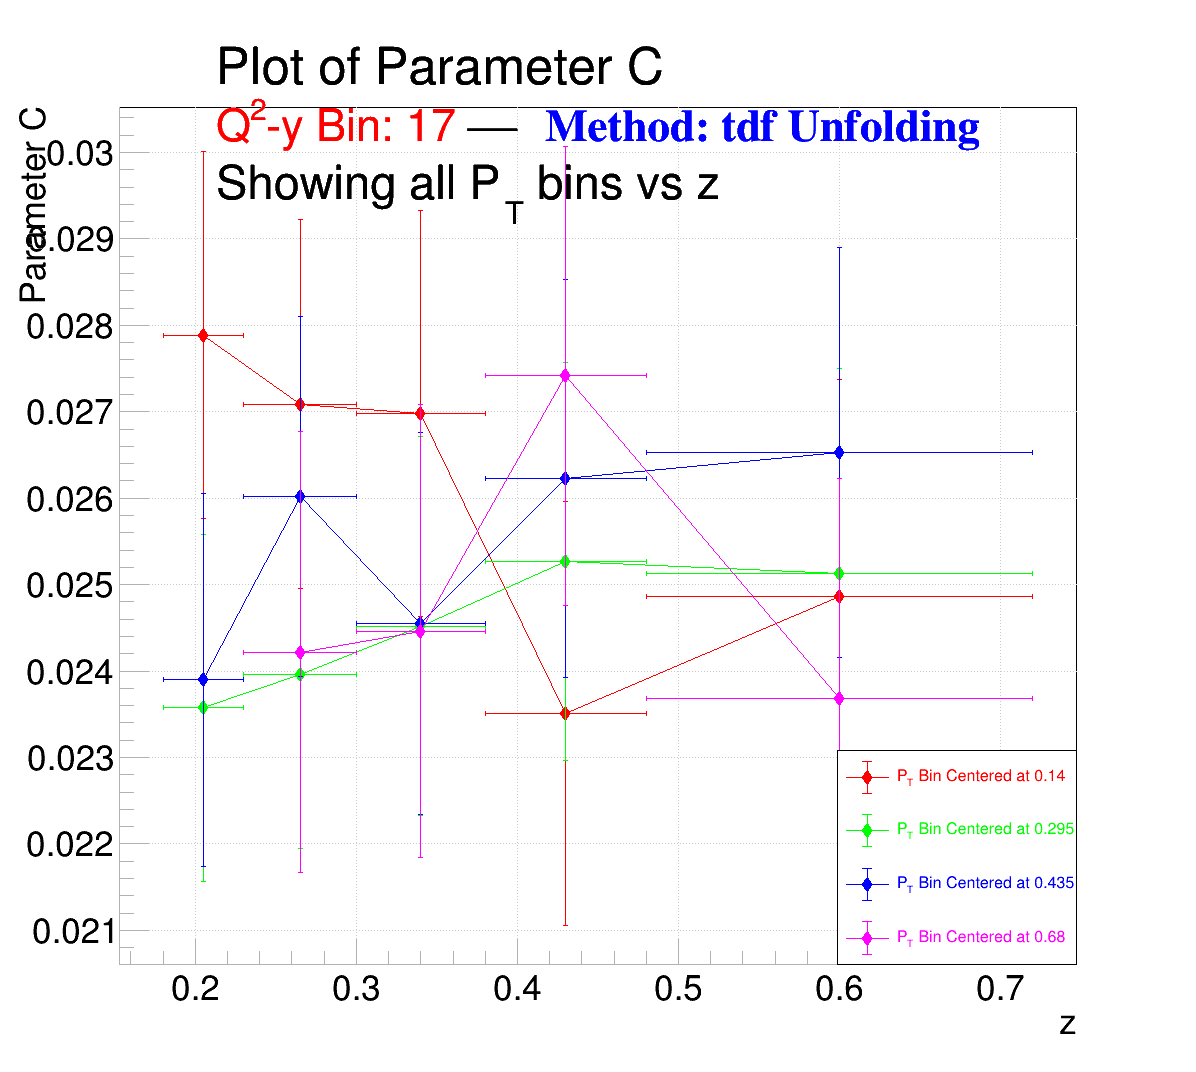 Plot of Parameter C
Q2-y Bin: 17 — Method: tdf Unfolding
Showing all PT bins vs z
Parameter C
0.03
0.029
0.028
0.027
0.026
0.025
0.024
0.023
0.022
0.021
PT Bin Centered at 0.14
PT Bin Centered at 0.295
PT Bin Centered at 0.435
PT Bin Centered at 0.68
0.2 0.3 0.4 0.5 0.6 0.7
z